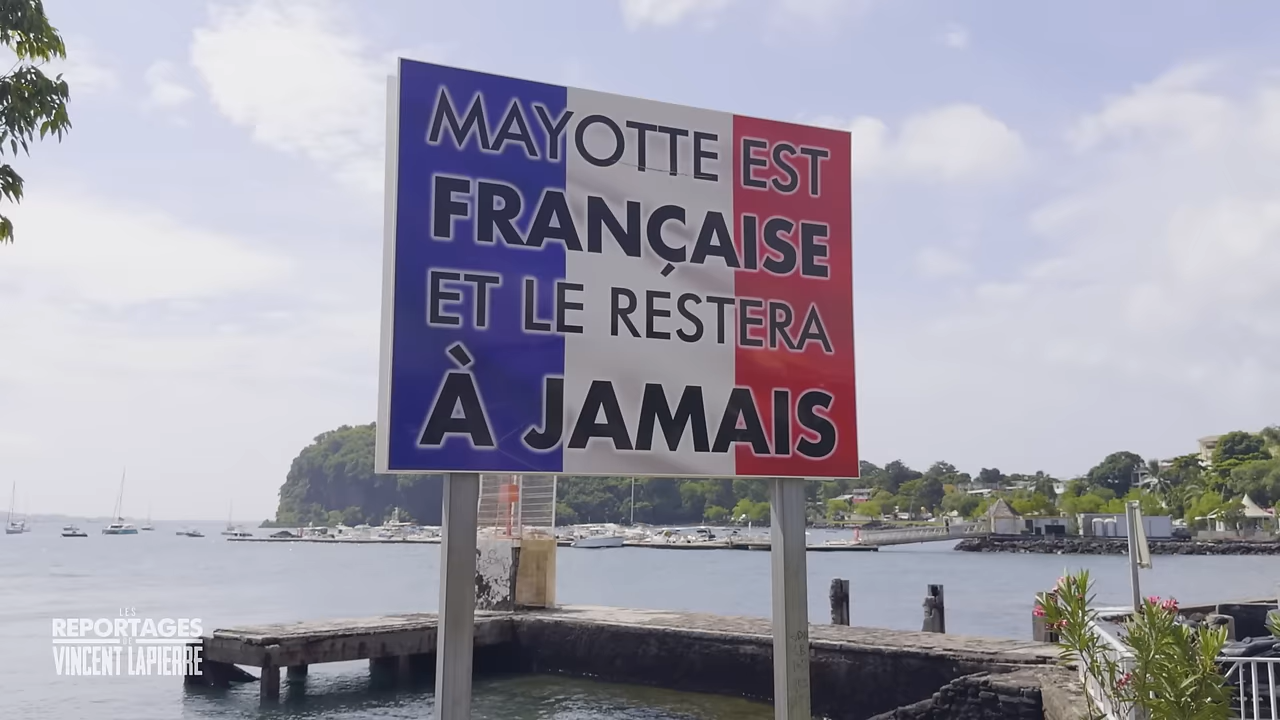 MAYOTTE EST
FRANÇAISE
ET LE RESTERA
À JAMAIS
LES
REPORTAGES
VINCENT LAPIERRE